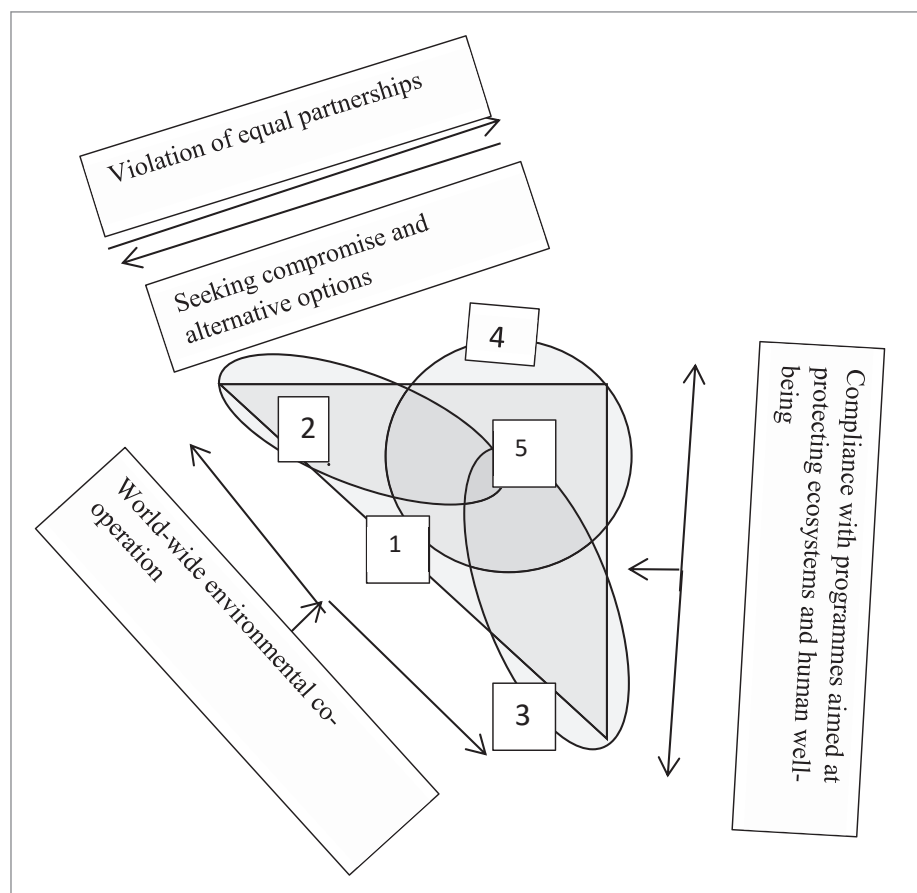 Violation of equal partnerships
Seeking compromise and
alternative options
4
2
5
1
3
World-wide environmental co-
operation
Compliance with programmes aimed at
protecting ecosystems and human well-
being